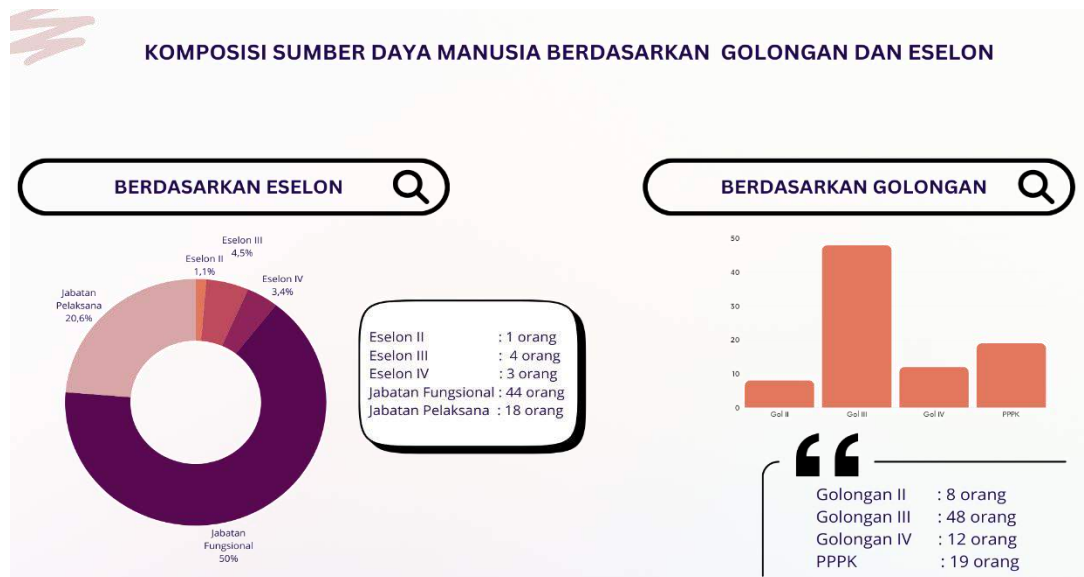 KOMPOSISI SUMBER DAYA MANUSIA BERDASARKAN GOLONGAN DAN ESELON
BERDASARKAN ESELON
Eselon III
4,5%
Eselon II
1,1%
Eselon IV
3,4%
Jabatan
Pelaksana
20,6%
Jabatan
Fungsional
50%
Eselon II : 1 orang
Eselon III : 4 orang
Eselon IV : 3 orang
Jabatan Fungsional : 44 orang
Jabatan Pelaksana : 18 orang
BERDASARKAN GOLONGAN
50
40
30
20
10
0
Gol II
Gol III
Gol IV
PPPK
Golongan II : 8 orang
Golongan III : 48 orang
Golongan IV : 12 orang
PPPK : 19 orang